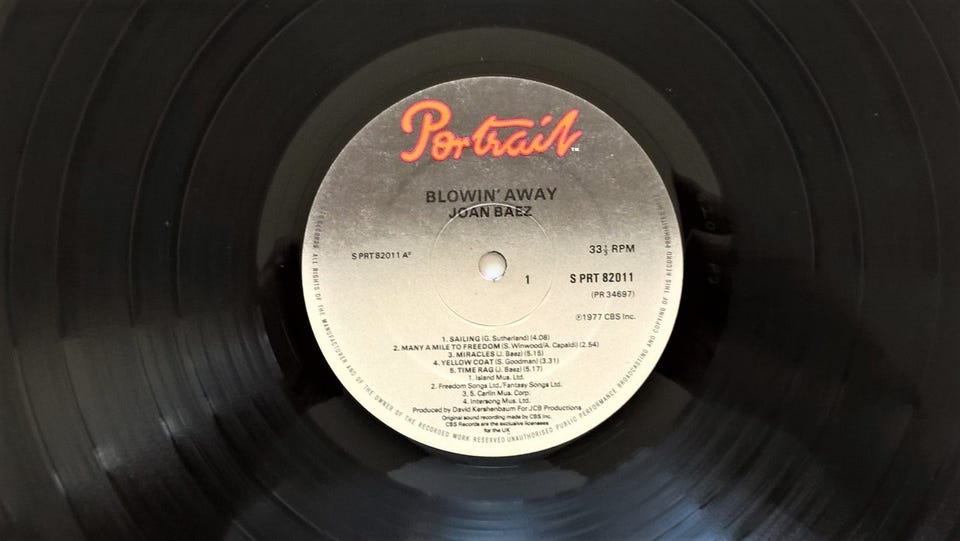 Portrait™
BLOWIN' AWAY
JOAN BAEZ
S PRT 82011 A²
33⅓ RPM
1
S PRT 82011
(PR 34697)
℗1977 CBS Inc.
1. SAILING (G. Sutherland) (4.08)
2. MANY A MILE TO FREEDOM (S. Winwood/A. Capaldi) (2.54)
3. MIRACLES (J. Baez) (5.15)
4. YELLOW COAT (S. Goodman) (3.31)
5. TIME RAG (J. Baez) (5.17)
1. Island Mus. Ltd.
2. Freedom Songs Ltd./Fantasy Songs Ltd.
3. 5. Carlin Mus. Corp.
4. Intersong Mus. Ltd.
Produced by David Kershenbaum For JCB Productions
Original sound recording made by CBS Inc.
CBS Records are the exclusive licensees
for the UK
ALL RIGHTS OF THE MANUFACTURER AND OF THE OWNER OF THE RECORDED WORK RESERVED UNAUTHORISED PUBLIC PERFORMANCE BROADCASTING AND COPYING OF THIS RECORD PROHIBITED